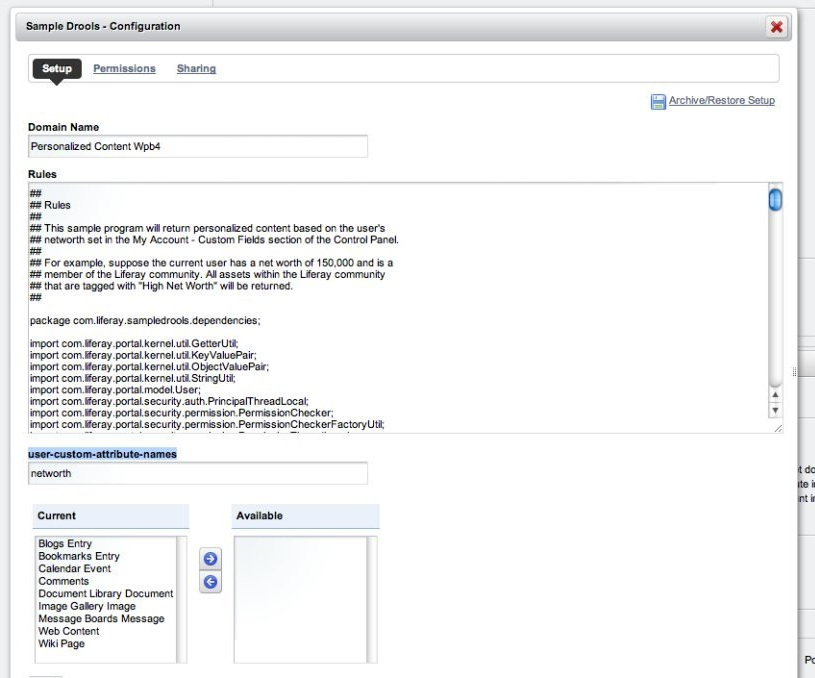 Sample Drools - Configuration
Setup Permissions Sharing
Archive/Restore Setup
Domain Name
Personalized Content Wpb4
Rules
##
## Rules
##
## This sample program will return personalized content based on the user's
## networth set in the My Account - Custom Fields section of the Control Panel.
##
## For example, suppose the current user has a net worth of 150,000 and is a
## member of the Liferay community. All assets within the Liferay community
## that are tagged with "High Net Worth" will be returned.
##
package com.liferay.sampledrools.dependencies;
import com.liferay.portal.kernel.util.GetterUtil;
import com.liferay.portal.kernel.util.KeyValuePair;
import com.liferay.portal.kernel.util.ObjectValuePair;
import com.liferay.portal.kernel.util.StringUtil;
import com.liferay.portal.model.User;
import com.liferay.portal.security.auth.PrincipalThreadLocal;
import com.liferay.portal.security.permission.PermissionChecker;
import com.liferay.portal.security.permission.PermissionCheckerFactoryUtil;
user-custom-attribute-names
networth
Current Available
Blogs Entry
Bookmarks Entry
Calendar Event
Comments
Document Library Document
Image Gallery Image
Message Boards Message
Web Content
Wiki Page